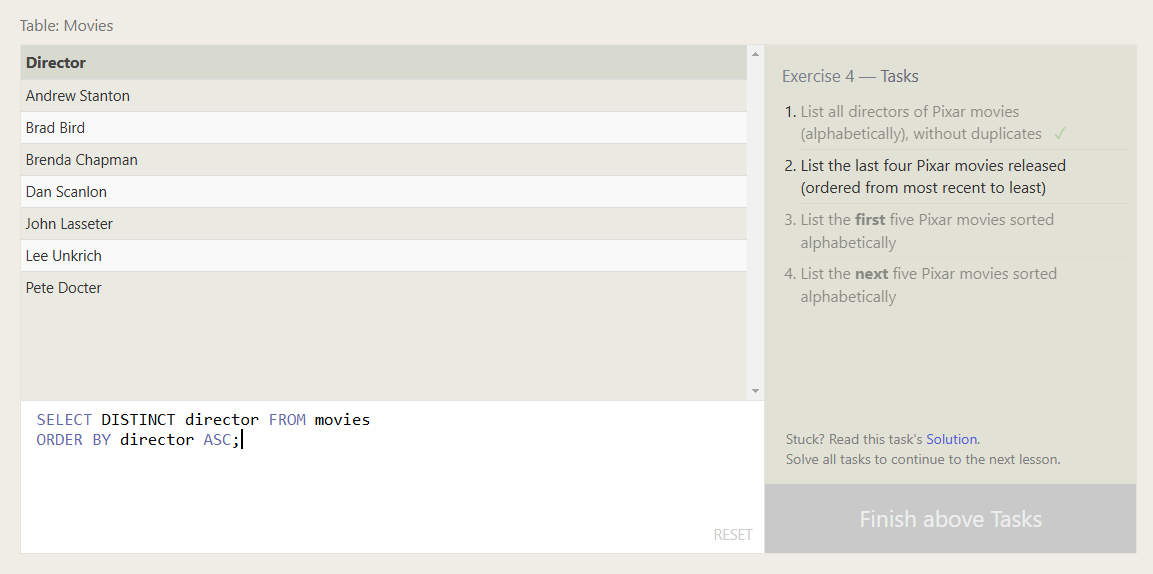 Table: Movies
Director
Andrew Stanton
Brad Bird
Brenda Chapman
Dan Scanlon
John Lasseter
Lee Unkrich
Pete Docter
SELECT DISTINCT director FROM movies
ORDER BY director ASC;
RESET
Exercise 4 — Tasks
1. List all directors of Pixar movies
(alphabetically), without duplicates ✓
2. List the last four Pixar movies released
(ordered from most recent to least)
3. List the first five Pixar movies sorted
alphabetically
4. List the next five Pixar movies sorted
alphabetically
Stuck? Read this task's Solution.
Solve all tasks to continue to the next lesson.
Finish above Tasks